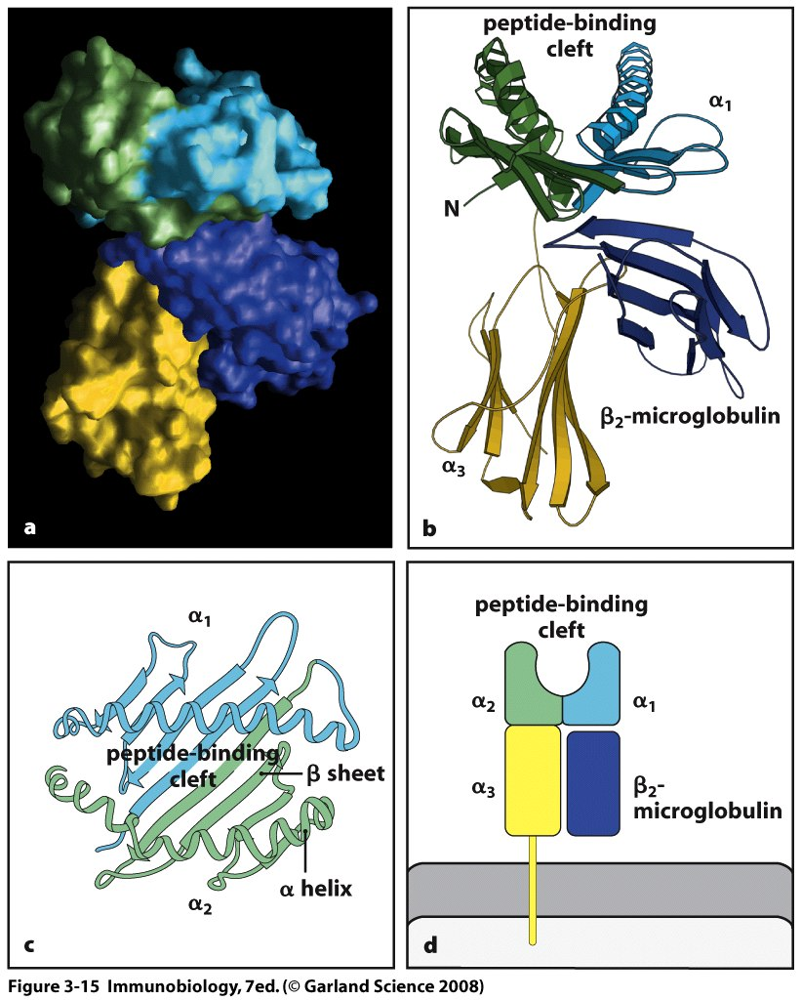 a
peptide-binding
cleft
α1
N
β2-microglobulin
α3
b
α1
peptide-binding
cleft
β sheet
α helix
α2
c
peptide-binding
cleft
α2
α1
α3
β2-
microglobulin
d
Figure 3-15 Immunobiology, 7ed. (© Garland Science 2008)